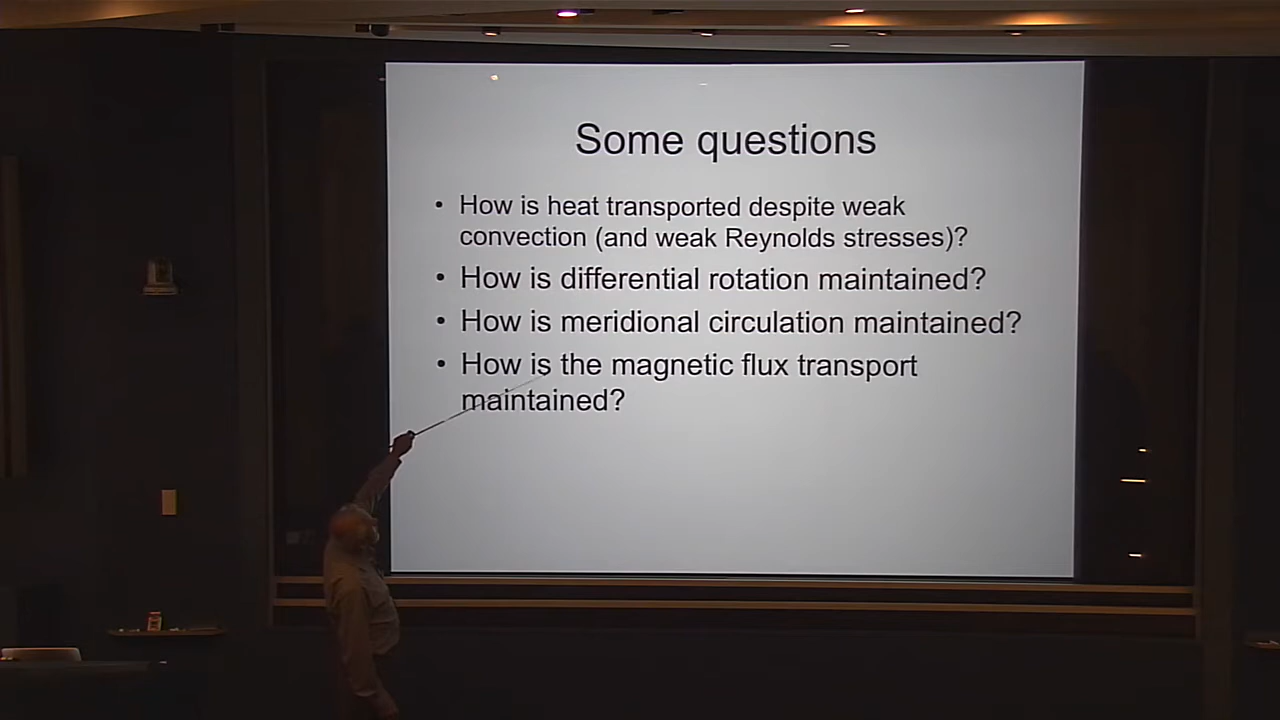 Some questions
• How is heat transported despite weak
convection (and weak Reynolds stresses)?
• How is differential rotation maintained?
• How is meridional circulation maintained?
• How is the magnetic flux transport
maintained?